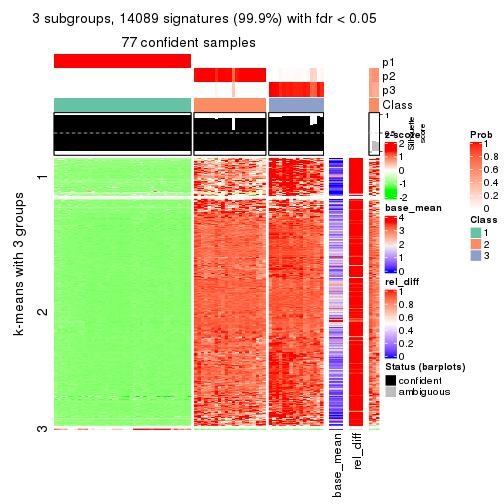 3 subgroups, 14089 signatures (99.9%) with fdr < 0.05
77 confident samples
p1
p2
p3
Class
1
Silhouette
score
z-score
2
1
0
-1
-2
Prob
1
0.8
0.6
0.4
0.2
0
Class
1
2
3
base_mean
4
3
2
1
0
rel_diff
1
0.8
0.6
0.4
0.2
0
Status (barplots)
confident
ambiguous
k-means with 3 groups
1
2
3
base_mean
rel_diff